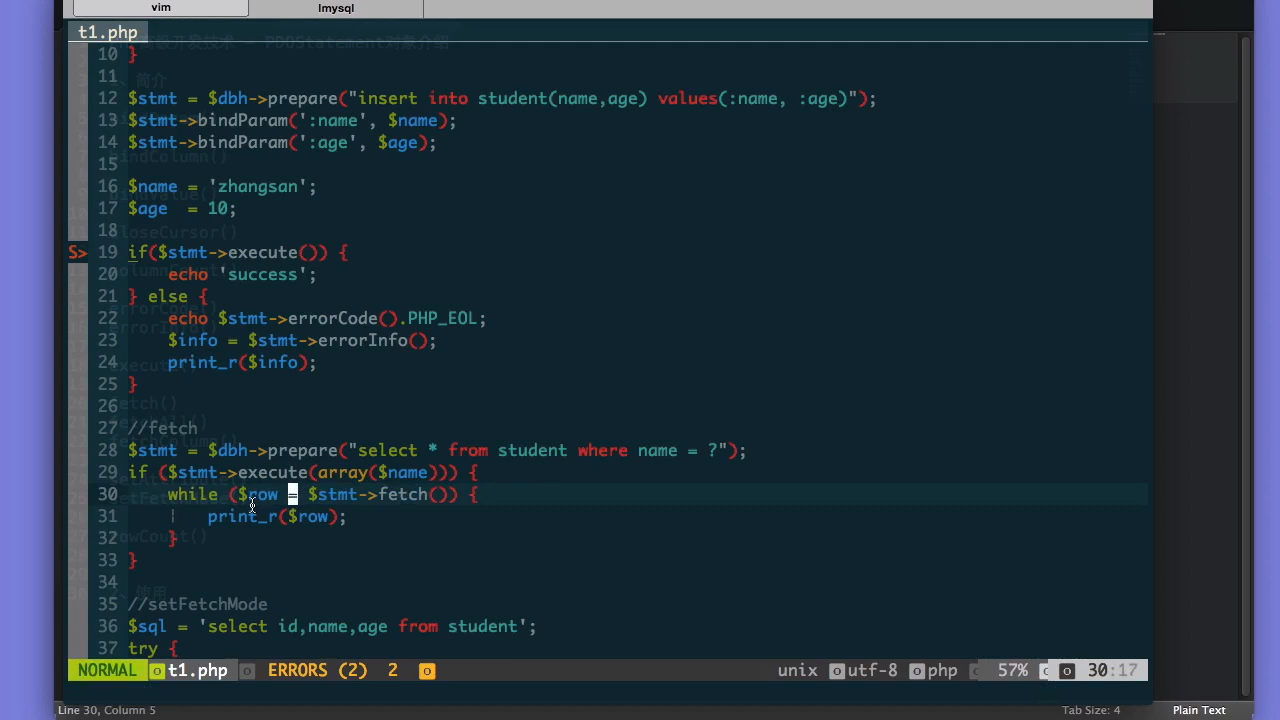 vim lmysql
t1.php
10 }
11
12 $stmt = $dbh->prepare("insert into student(name,age) values(:name, :age)");
13 $stmt->bindParam(':name', $name);
14 $stmt->bindParam(':age', $age);
15
16 $name = 'zhangsan';
17 $age  = 10;
18
S> 19 if($stmt->execute()) {
20     echo 'success';
21 } else {
22     echo $stmt->errorCode().PHP_EOL;
23     $info = $stmt->errorInfo();
24     print_r($info);
25 }
26
27 //fetch
28 $stmt = $dbh->prepare("select * from student where name = ?");
29 if ($stmt->execute(array($name))) {
30     while ($row = $stmt->fetch()) {
31     |   print_r($row);
32     }
33 }
34
35 //setFetchMode
36 $sql = 'select id,name,age from student';
37 try {
NORMAL t1.php ERRORS (2) 2 unix utf-8 php 57% 30:17
Line 30, Column 5 Tab Size: 4 Plain Text